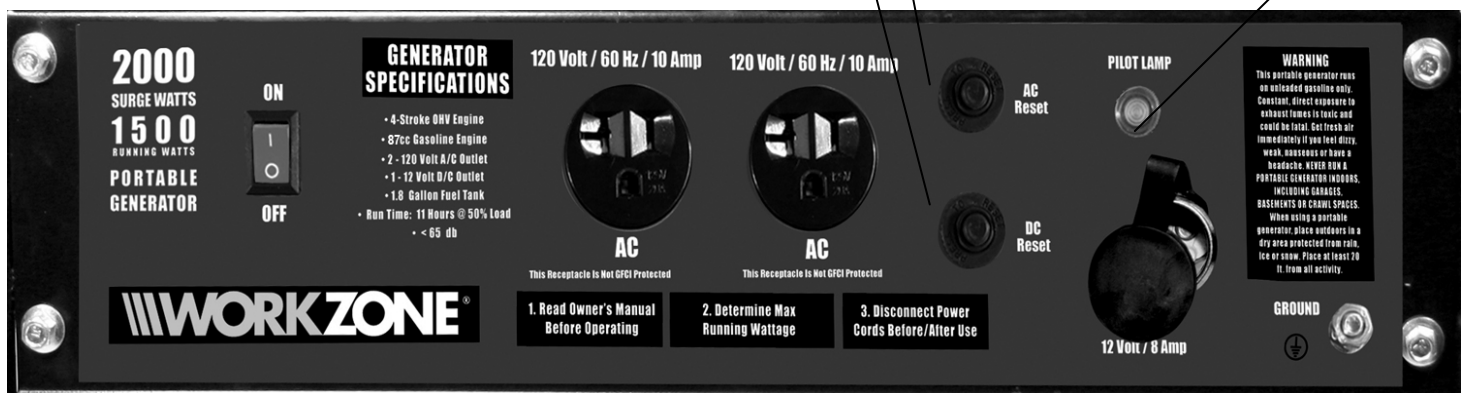 2000
SURGE WATTS
1500
RUNNING WATTS
PORTABLE
GENERATOR
ON
I
O
OFF
GENERATOR
SPECIFICATIONS
• 4-Stroke OHV Engine
• 87cc Gasoline Engine
• 2 - 120 Volt A/C Outlet
• 1 - 12 Volt D/C Outlet
• 1.8 Gallon Fuel Tank
• Run Time: 11 Hours @ 50% Load
• < 65 db
WORKZONE®
120 Volt / 60 Hz / 10 Amp
AC
This Receptacle Is Not GFCI Protected
120 Volt / 60 Hz / 10 Amp
AC
This Receptacle Is Not GFCI Protected
1. Read Owner's Manual
Before Operating
2. Determine Max
Running Wattage
3. Disconnect Power
Cords Before/After Use
AC
Reset
DC
Reset
PILOT LAMP
12 Volt / 8 Amp
WARNING
This portable generator runs
on unleaded gasoline only.
Constant, direct exposure to
exhaust fumes is toxic and
could be fatal. Get fresh air
immediately if you feel dizzy,
weak, nauseous or have a
headache. NEVER RUN A
PORTABLE GENERATOR INDOORS,
INCLUDING GARAGES,
BASEMENTS OR CRAWL SPACES.
When using a portable
generator, place outdoors in a
dry area protected from rain,
ice or snow. Place at least 20
ft. from all activity.
GROUND